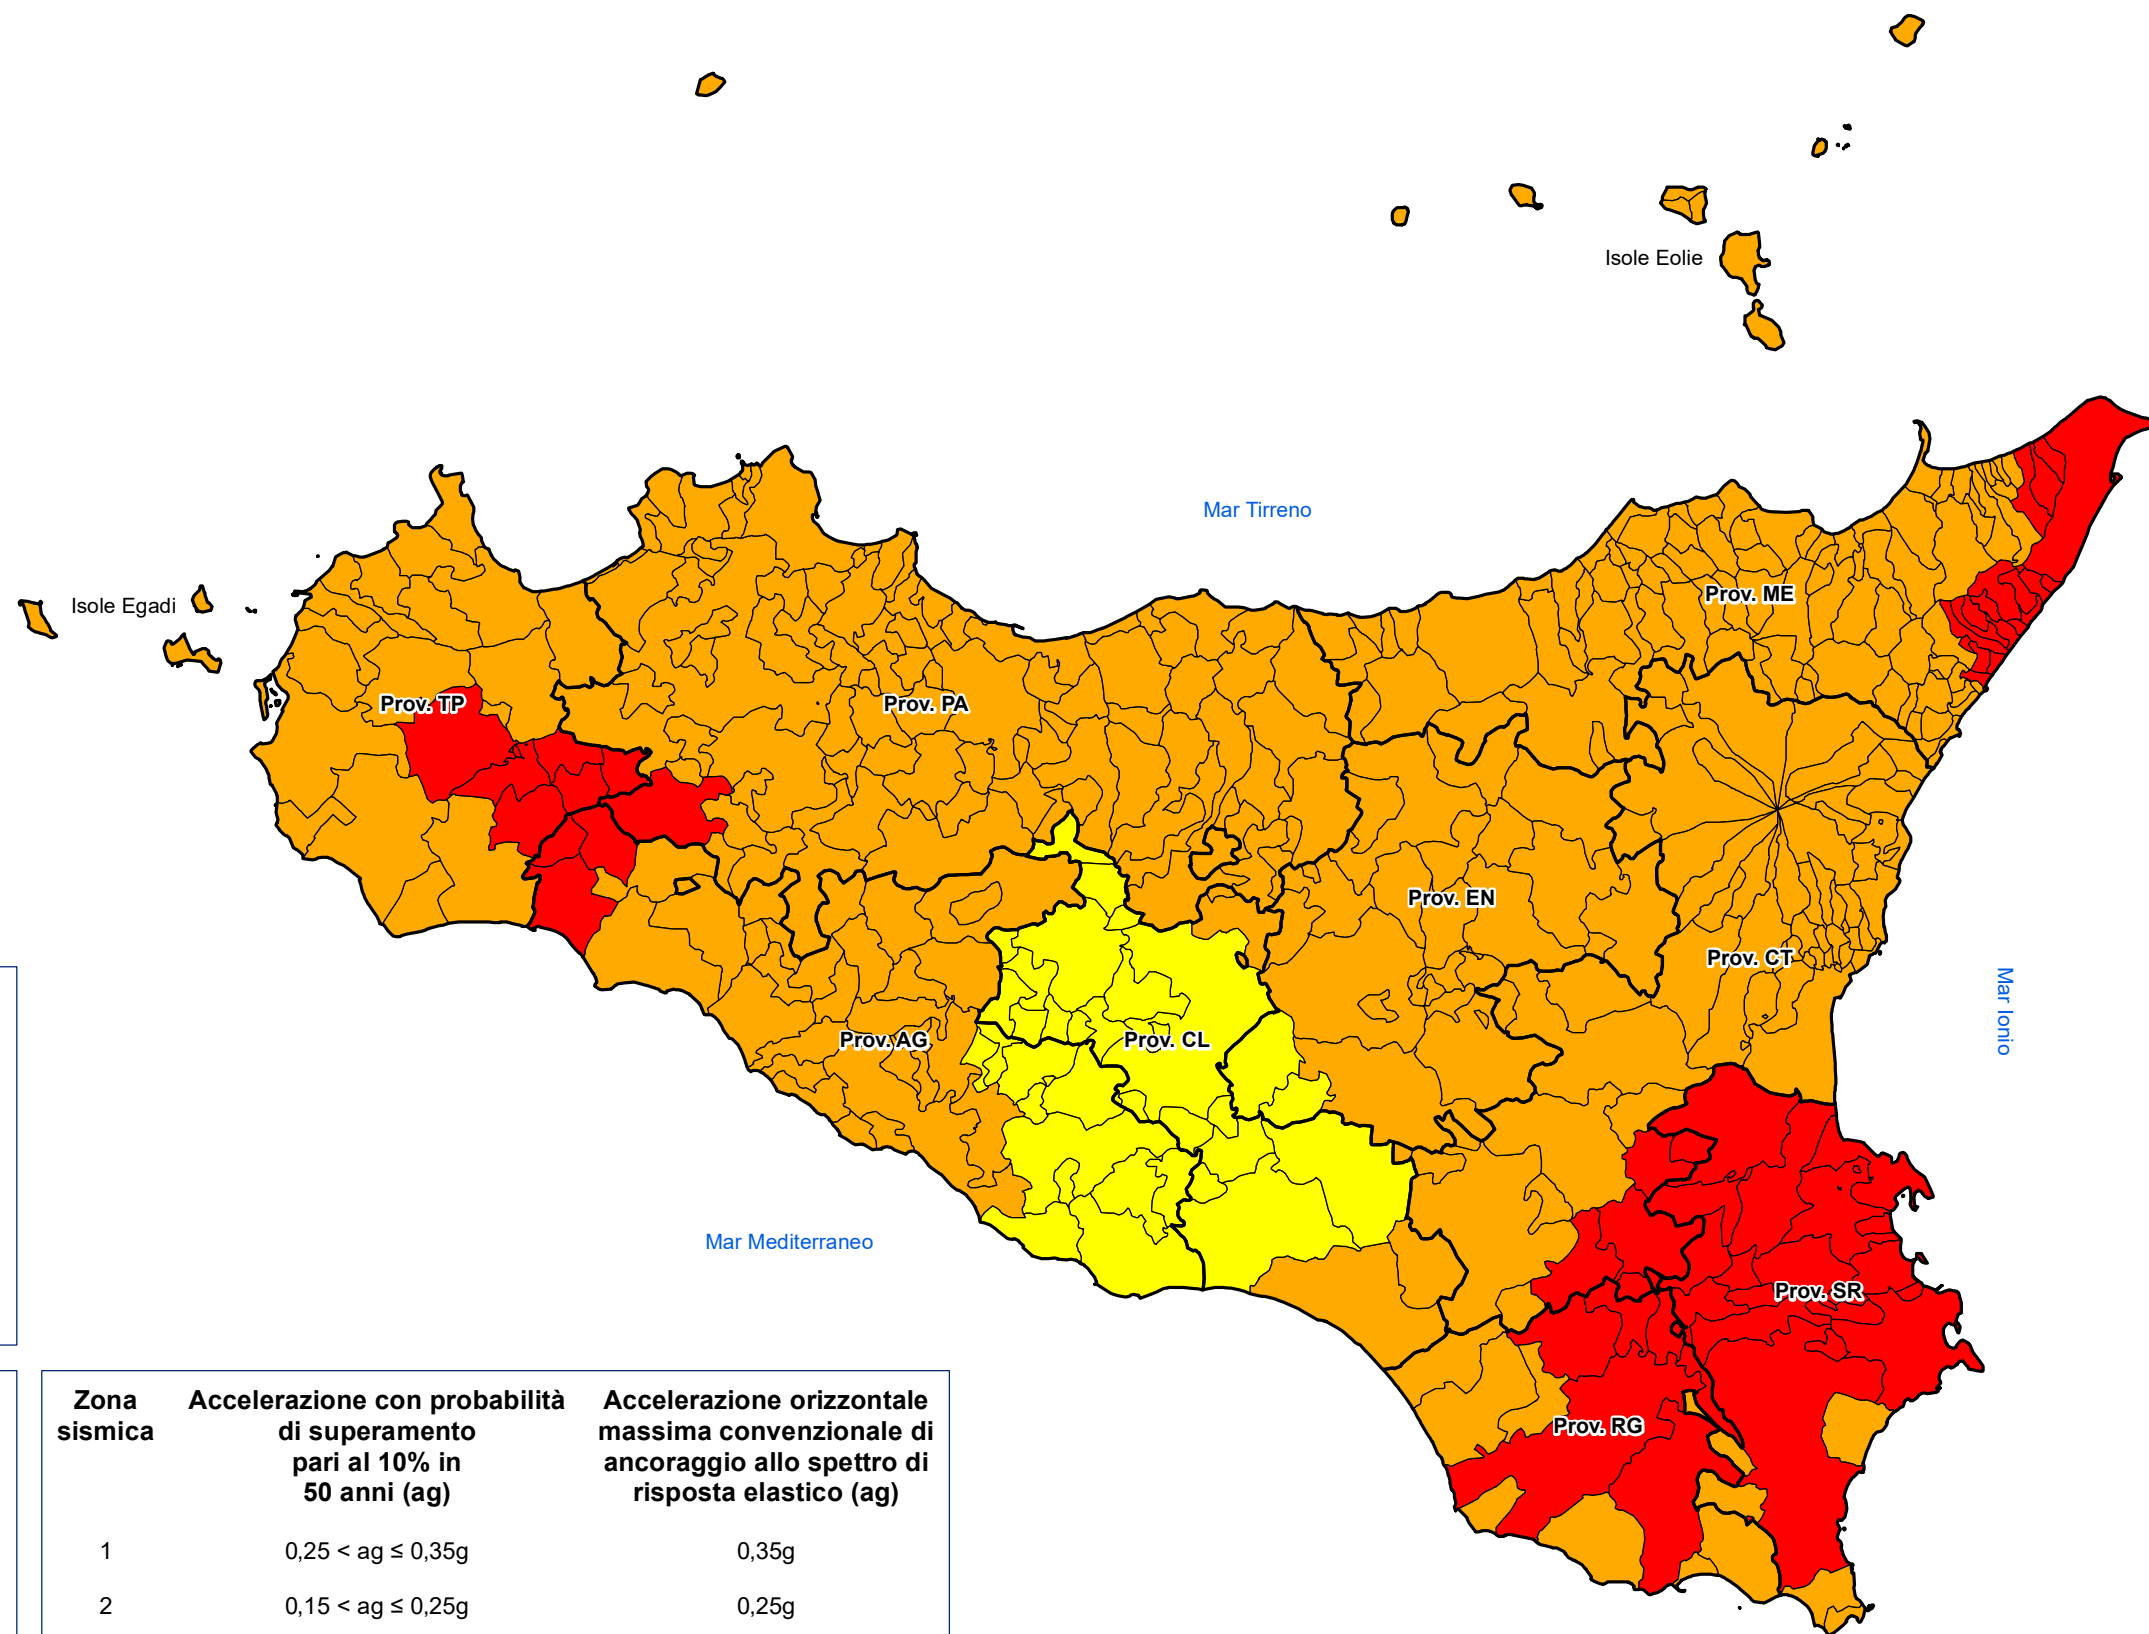 Isole Eolie
Mar Tirreno
Prov. ME
Isole Egadi
Prov. TP
Prov. PA
Prov. EN
Prov. CT
Mar Ionio
Prov. AG
Prov. CL
Mar Mediterraneo
Prov. SR
Prov. RG
Zona
sismica
Accelerazione con probabilità
di superamento
pari al 10% in
50 anni (ag)
Accelerazione orizzontale
massima convenzionale di
ancoraggio allo spettro di
risposta elastico (ag)
1 0,25 < ag ≤ 0,35g 0,35g
2 0,15 < ag ≤ 0,25g 0,25g